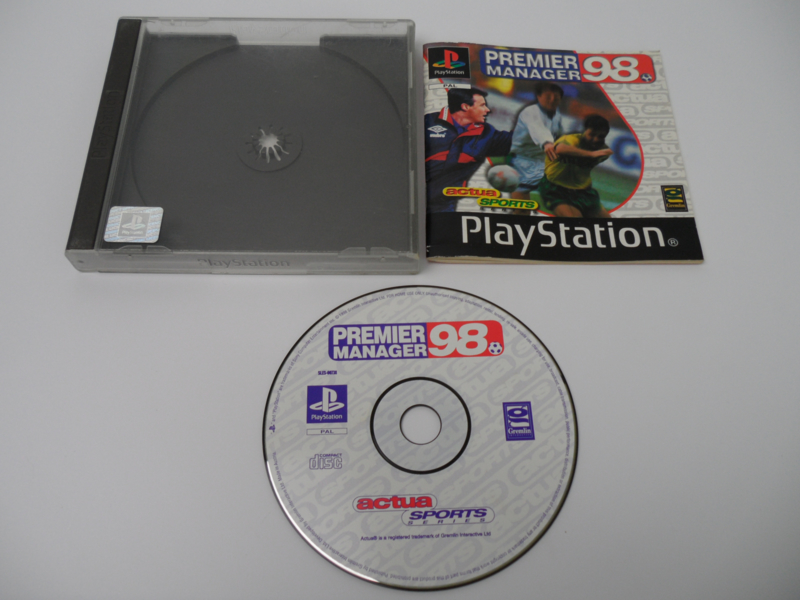 PlayStation
PlayStation
PAL
PREMIER
MANAGER 98
umbro
actua
SPORTS
Gremlin
PlayStation®
PREMIER
MANAGER 98
PlayStation
PAL
COMPACT
disc
Gremlin
actua
SPORTS
SERIES
Actua® is a registered trademark of Gremlin Interactive Ltd